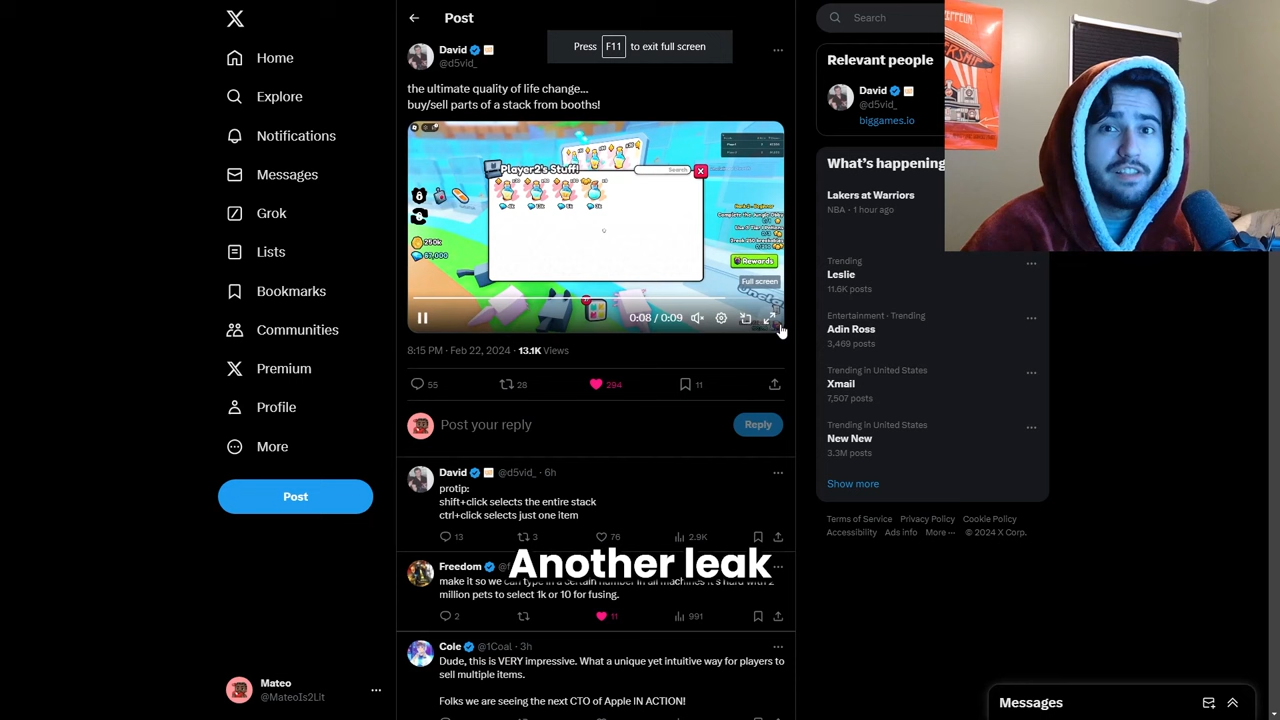 Home
Explore
Notifications
Messages
Grok
Lists
Bookmarks
Communities
Premium
Profile
More
Post
Mateo
@MateoIs2Llt
Post
Press F11 to exit full screen
David
@d5vid_
the ultimate quality of life change...
buy/sell parts of a stack from booths!
Player2's Stuff!
Search
Rewards
250k
67,000
Full screen
0:08 / 0:09
8:15 PM · Feb 22, 2024 · 13.1K Views
55 28 294 11
Post your reply
Reply
David @d5vid_ · 6h
protip:
shift+click selects the entire stack
ctrl+click selects just one item
13 3 76 2.9K
Another leak
Freedom
million pets to select 1k or 10 for fusing.
2 11 991
Cole @1Coal · 3h
Dude, this is VERY impressive. What a unique yet intuitive way for players to
sell multiple items.
Folks we are seeing the next CTO of Apple IN ACTION!
Search
Relevant people
David
@d5vid_
biggames.io
What's happening
Lakers at Warriors
NBA · 1 hour ago
Trending
Leslie
11.6K posts
Entertainment · Trending
Adin Ross
3,469 posts
Trending in United States
Xmail
7,507 posts
Trending in United States
New New
3.3M posts
Show more
Terms of Service Privacy Policy Cookie Policy
Accessibility Ads info More ··· © 2024 X Corp.
Messages